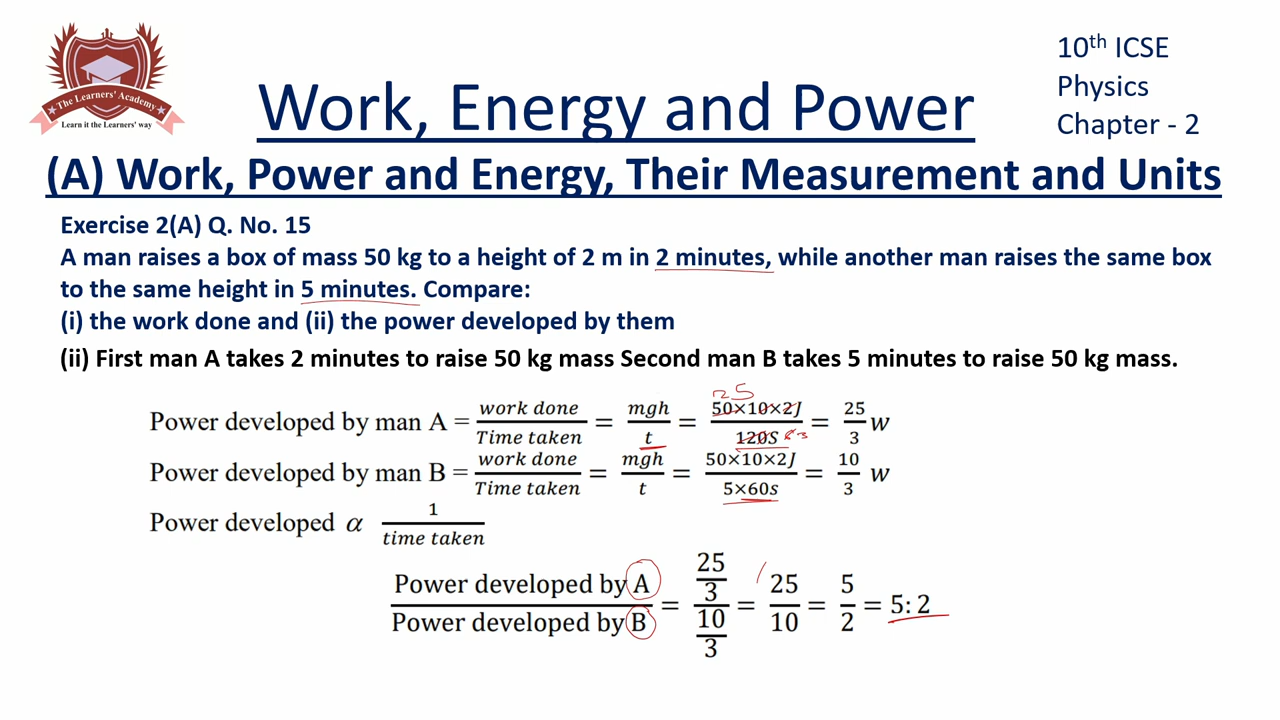 The Learners' Academy
Learn it the Learners' way
10th ICSE
Physics
Chapter - 2
Work, Energy and Power
(A) Work, Power and Energy, Their Measurement and Units
Exercise 2(A) Q. No. 15
A man raises a box of mass 50 kg to a height of 2 m in 2 minutes, while another man raises the same box
to the same height in 5 minutes. Compare:
(i) the work done and (ii) the power developed by them
(ii) First man A takes 2 minutes to raise 50 kg mass Second man B takes 5 minutes to raise 50 kg mass.
25
Power developed by man A = work done / Time taken = mgh / t = 50×10×2J / 120S = 25/3 w
Power developed by man B = work done / Time taken = mgh / t = 50×10×2J / 5×60s = 10/3 w
Power developed α 1 / time taken
Power developed by A / Power developed by B = 25/3 / 10/3 = 25/10 = 5/2 = 5:2